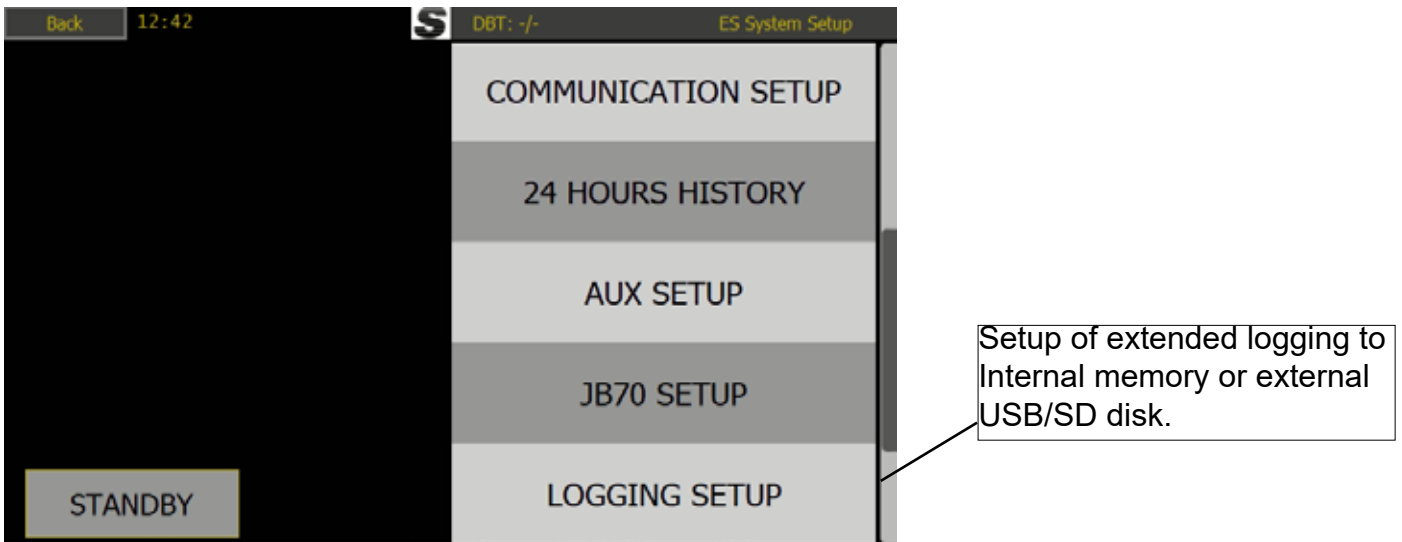 Back 12:42 S DBT: -/- ES System Setup
COMMUNICATION SETUP
24 HOURS HISTORY
AUX SETUP
JB70 SETUP
LOGGING SETUP
STANDBY
Setup of extended logging to
Internal memory or external
USB/SD disk.